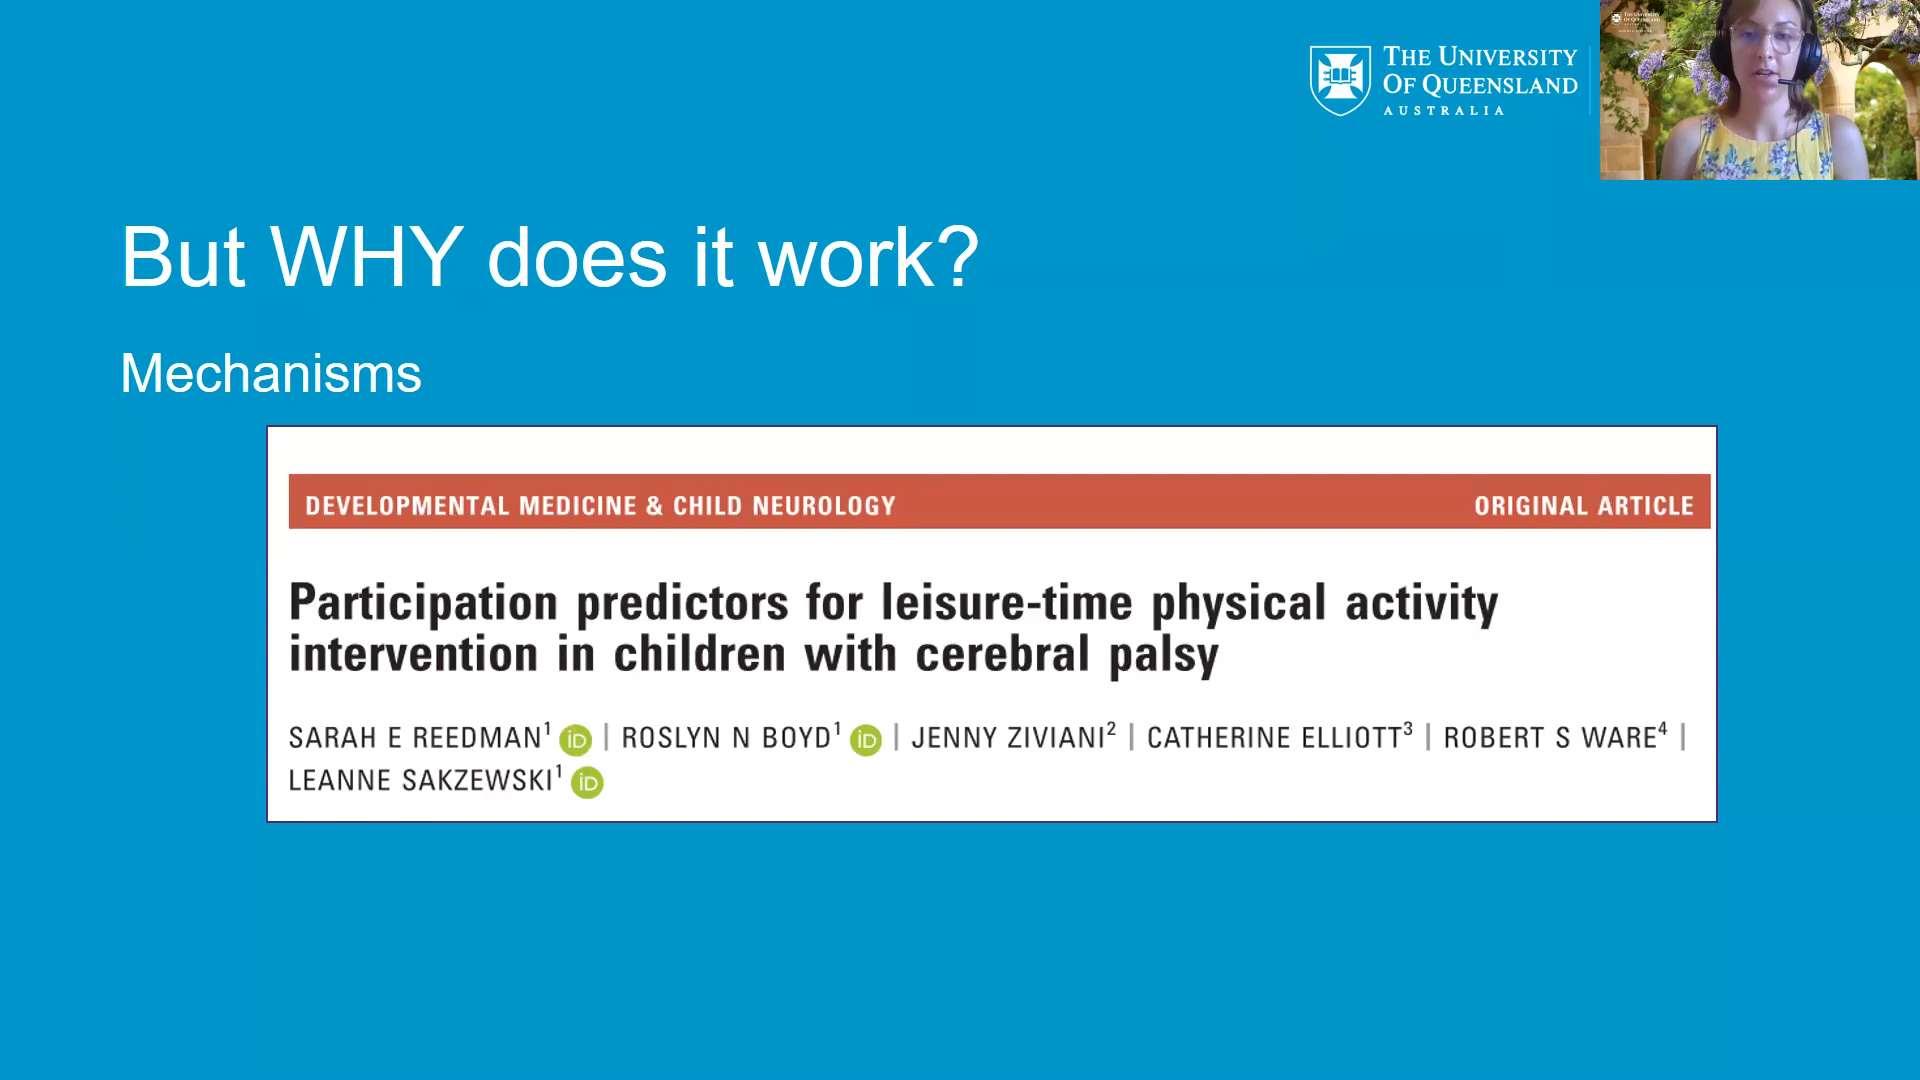 THE UNIVERSITY
OF QUEENSLAND
AUSTRALIA
But WHY does it work?
Mechanisms
DEVELOPMENTAL MEDICINE & CHILD NEUROLOGY ORIGINAL ARTICLE
Participation predictors for leisure-time physical activity
intervention in children with cerebral palsy
SARAH E REEDMAN¹ iD | ROSLYN N BOYD¹ iD | JENNY ZIVIANI² | CATHERINE ELLIOTT³ | ROBERT S WARE⁴ |
LEANNE SAKZEWSKI¹ iD